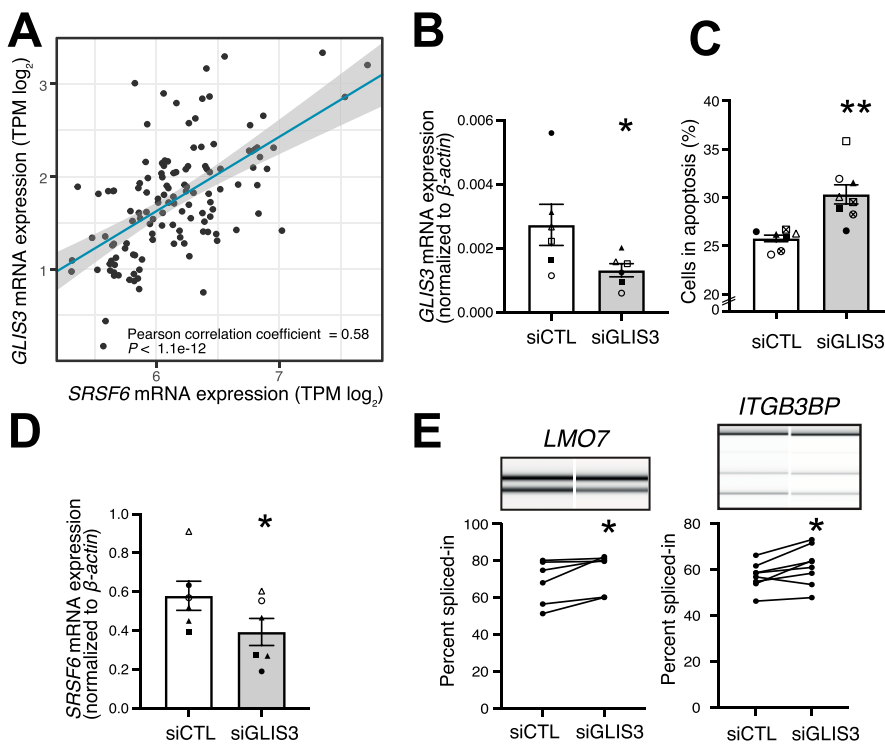 A
GLIS3 mRNA expression (TPM log2)
3
2
1
Pearson correlation coefficient = 0.58
P < 1.1e-12
6 7
SRSF6 mRNA expression (TPM log2)
B
GLIS3 mRNA expression
(normalized to β-actin)
0.006
0.004
0.002
0.000
*
siCTL siGLIS3
C
Cells in apoptosis (%)
40
35
30
25
20
0
**
siCTL siGLIS3
D
SRSF6 mRNA expression
(normalized to β-actin)
1.0
0.8
0.6
0.4
0.2
0.0
*
siCTL siGLIS3
E
LMO7
Percent spliced-in
100
80
60
40
20
0
*
siCTL siGLIS3
ITGB3BP
Percent spliced-in
80
60
40
20
0
*
siCTL siGLIS3